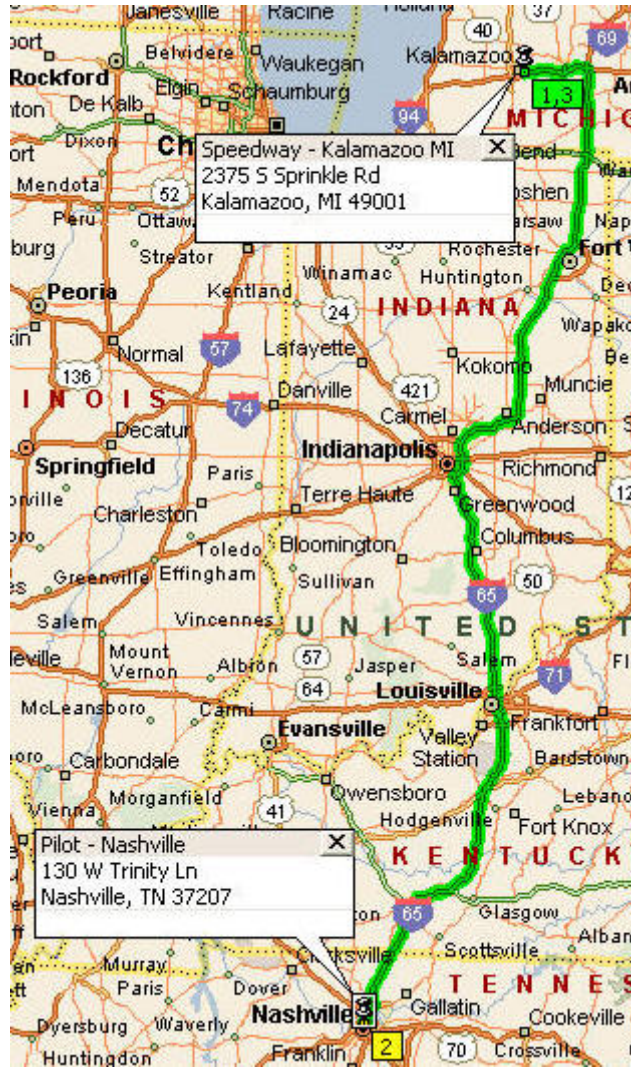 Janesville
Racine
37
40
69
port
Belvidere
Waukegan
Kalamazoo
Rockford
Elgin
Schaumburg
1,3
De Kalb
94
Dixon
Speedway - Kalamazoo MI
2375 S Sprinkle Rd
Kalamazoo, MI 49001
Mendota
52
Peru
Streator
Rochester
Winamac
Huntington
Peoria
Kentland
INDIANA
24
Normal
57
Lafayette
Kokomo
136
421
Muncie
74
Danville
Carmel
Anderson
Decatur
Indianapolis
Springfield
Paris
Richmond
Terre Haute
Greenwood
Charleston
Columbus
Toledo
Bloomington
Greenville
Effingham
Sullivan
65
50
Salem
Vincennes
UNITED ST
Mount
Vernon
Albion
57
Jasper
Salem
71
64
Louisville
McLeansboro
Carmi
Frankfort
Evansville
Valley
Station
Bardstown
Carbondale
Owensboro
Vienna
Morganfield
41
Hodgenville
Fort Knox
Pilot - Nashville
130 W Trinity Ln
Nashville, TN 37207
KENTUCK
65
Glasgow
Scottsville
Murray
Paris
Dover
TENNES
Gallatin
Nashville
Cookeville
Dyersburg
Waverly
2
70
Crossville
Huntingdon
Franklin